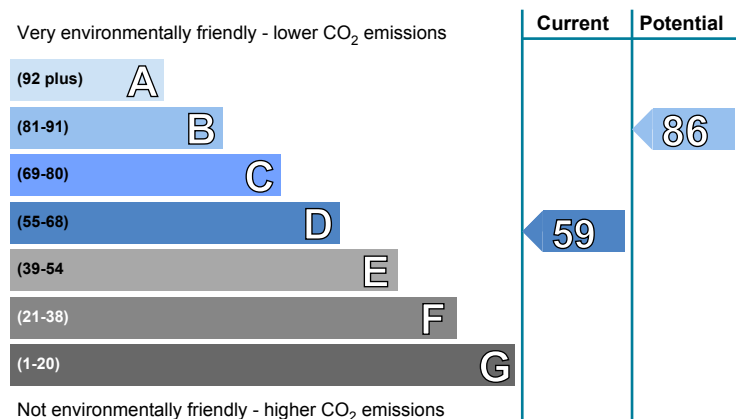 Very environmentally friendly - lower CO₂ emissions
Current
Potential
(92 plus) A
(81-91) B
86
(69-80) C
(55-68) D
59
(39-54 E
(21-38) F
(1-20) G
Not environmentally friendly - higher CO₂ emissions